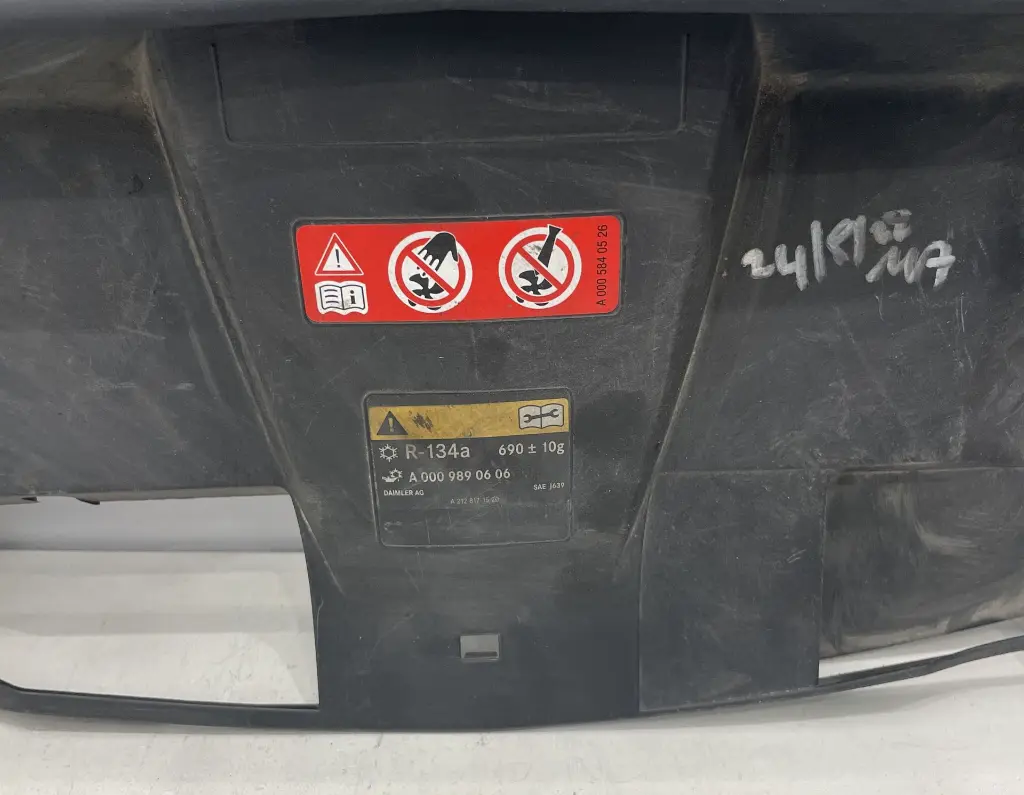 A 000 584 05 26
R-134a 690 ± 10g
A 000 989 06 06
DAIMLER AG SAE J639